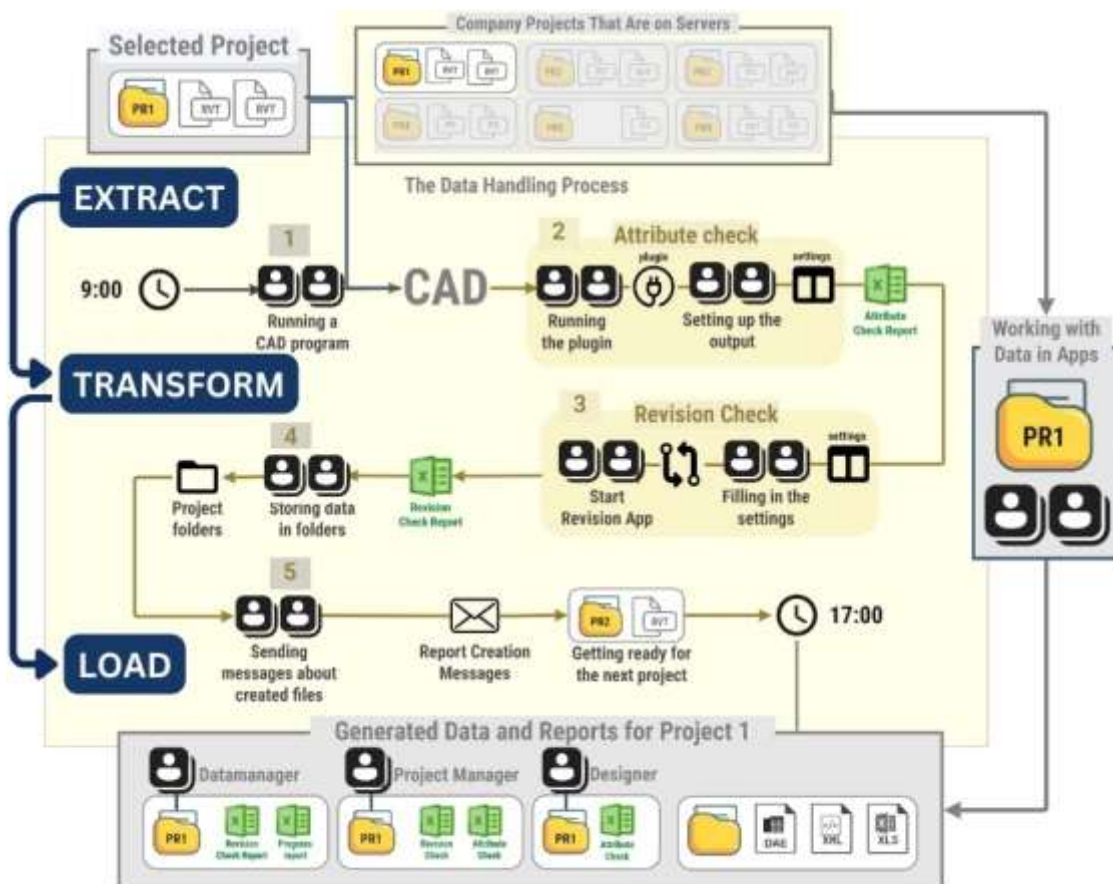 Company Projects That Are on Servers
Selected Project
PR1
RVT
RVT
PR1
RVT
RVT
EXTRACT
The Data Handling Process
1
9:00
Running a
CAD program
CAD
2
Attribute check
plugin
settings
Running
the plugin
Setting up the
output
Attribute
Check Report
Working with
Data in Apps
PR1
TRANSFORM
3
Revision Check
settings
Start
Revision App
Filling in the
settings
Revision
Check Report
4
Storing data
in folders
Project
folders
5
Sending
messages about
created files
Report Creation
Messages
PR2
RVT
Getting ready for
the next project
17:00
LOAD
Generated Data and Reports for Project 1
Datamanager
PR1
Revision
Check Report
Progress
report
Project Manager
PR1
Revision
Check
Attribute
Check
Designer
PR1
Attribute
Check
DAE
XML
XLS